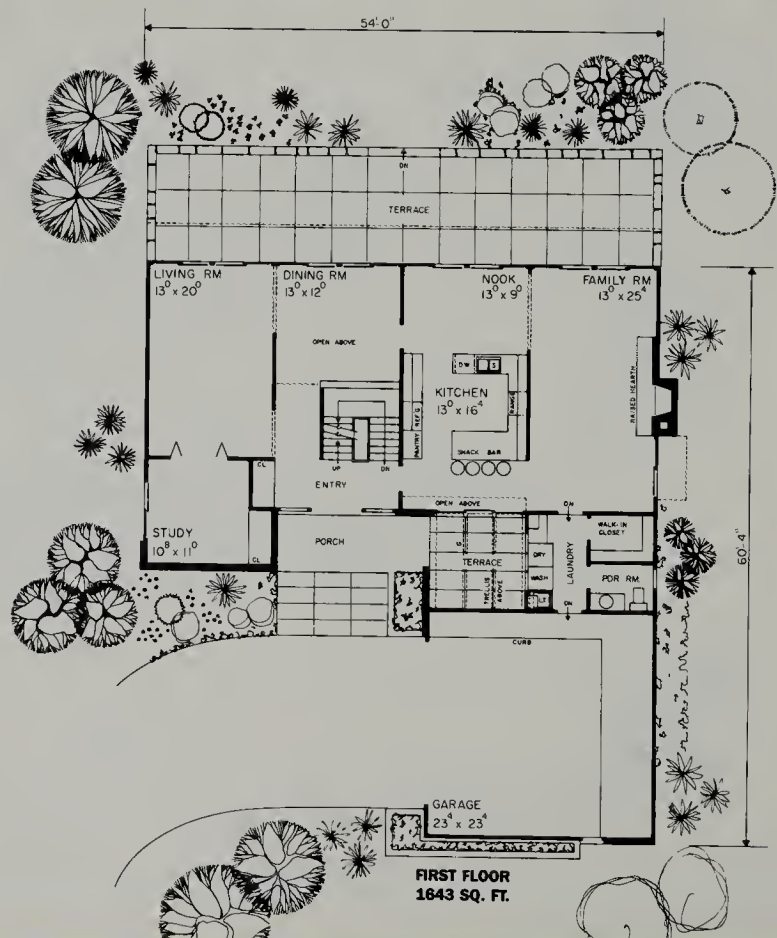 54'-0"
DN
TERRACE
LIVING RM
13⁰ x 20⁰
DINING RM
13⁰ x 12⁰
NOOK
13⁰ x 9⁰
FAMILY RM
13⁰ x 25⁴
OPEN ABOVE
DW
S
KITCHEN
13⁰ x 16⁴
RANGE
REF'G
PANTRY
RAISED HEARTH
SNACK BAR
UP
DN
CL
ENTRY
OPEN ABOVE
DN
STUDY
10⁸ x 11⁰
CL
PORCH
G
TERRACE
TRELLIS
ABOVE
DRY
WASH
LT
LAUNDRY
WALK-IN
CLOSET
PDR RM.
DN
60'-4"
CURB
GARAGE
23⁴ x 23⁴
FIRST FLOOR
1643 SQ. FT.